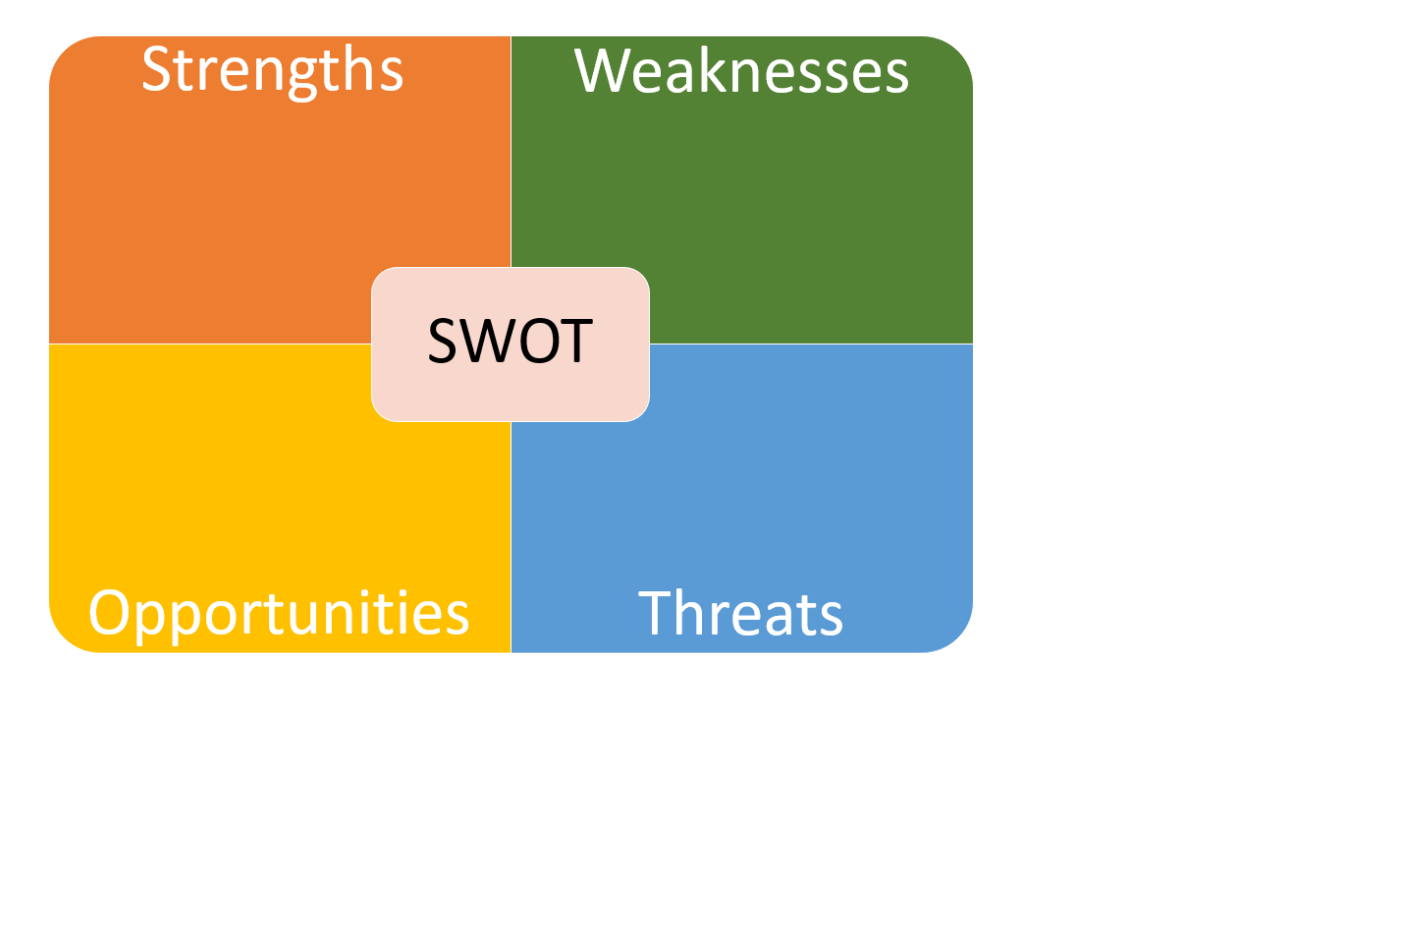 Strengths
Weaknesses
SWOT
Opportunities
Threats